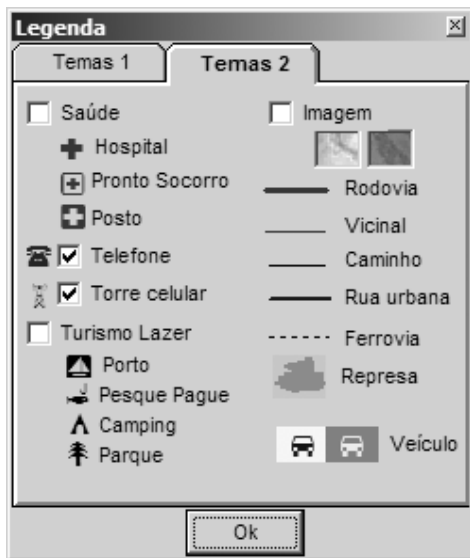 Legenda
Temas 1
Temas 2
Saúde
Hospital
Pronto Socorro
Posto
Telefone
Torre celular
Turismo Lazer
Porto
Pesque Pague
Camping
Parque
Imagem
Rodovia
Vicinal
Caminho
Rua urbana
Ferrovia
Represa
Veículo
Ok